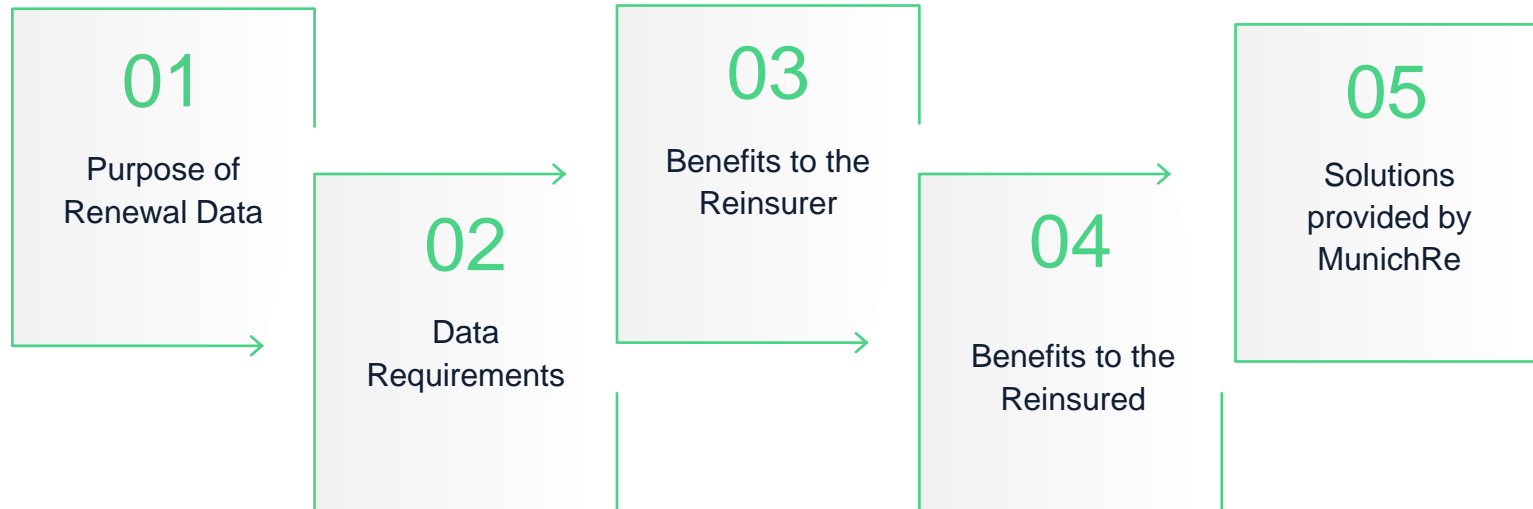 01
Purpose of
Renewal Data
02
Data
Requirements
03
Benefits to the
Reinsurer
04
Benefits to the
Reinsured
05
Solutions
provided by
MunichRe